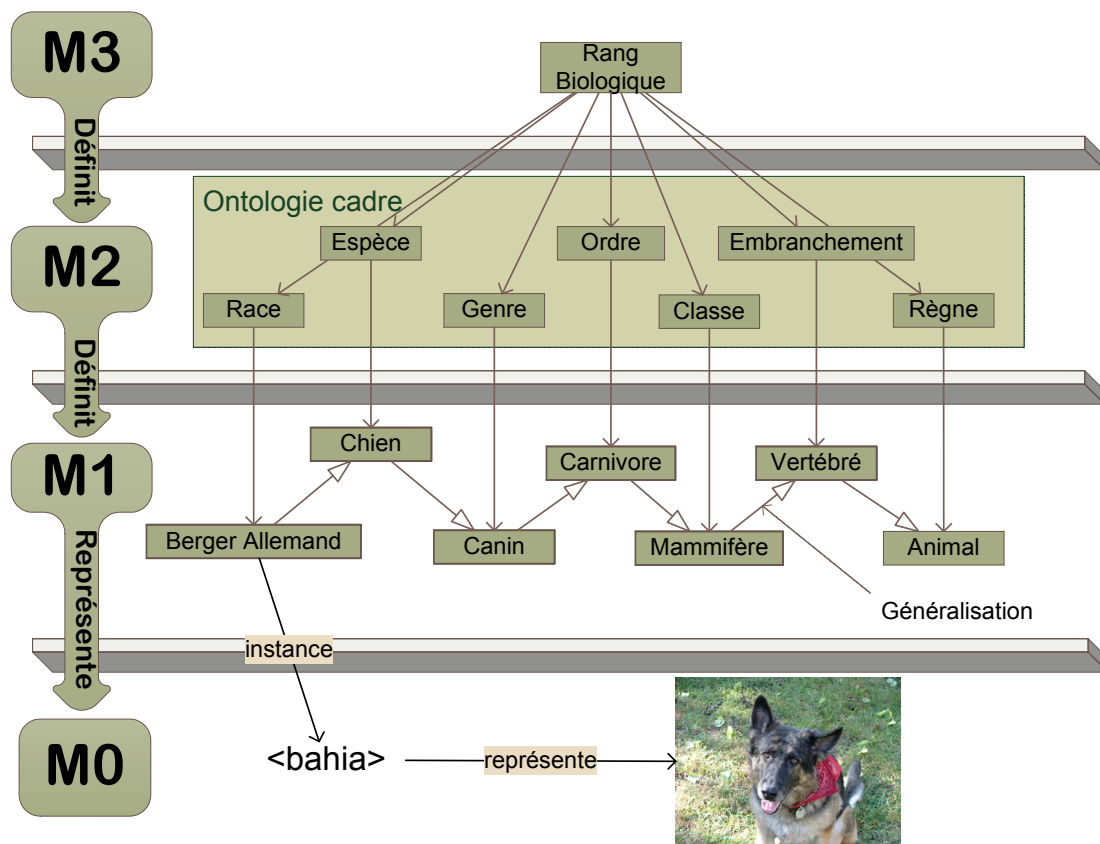 M3
Rang
Biologique
Définit
Ontologie cadre
Espèce
Ordre
Embranchement
M2
Race
Genre
Classe
Règne
Définit
Chien
Carnivore
Vertébré
M1
Berger Allemand
Canin
Mammifère
Animal
Généralisation
Représente
instance
M0
<bahia>
représente